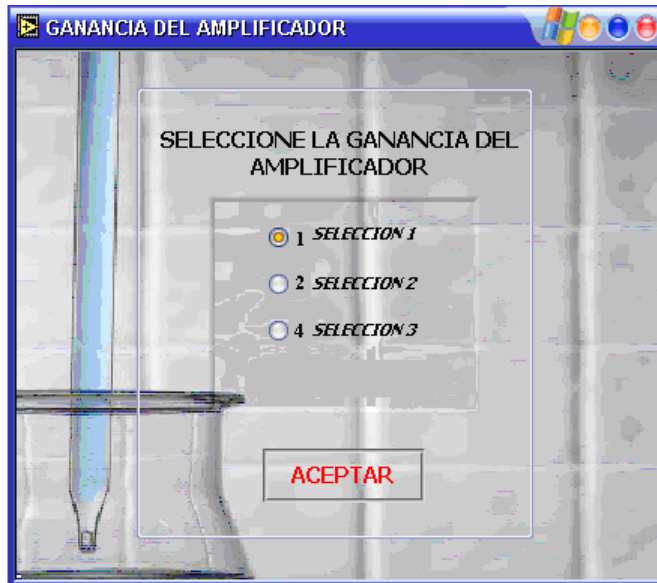 GANANCIA DEL AMPLIFICADOR
SELECCIONE LA GANANCIA DEL
AMPLIFICADOR
1 SELECCION 1
2 SELECCION 2
4 SELECCION 3
ACEPTAR